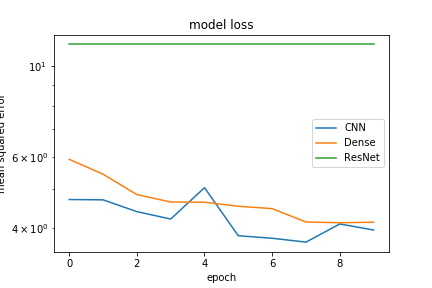 model loss
mean squared error
10¹
6 × 10⁰
4 × 10⁰
CNN
Dense
ResNet
0
2
4
6
8
epoch